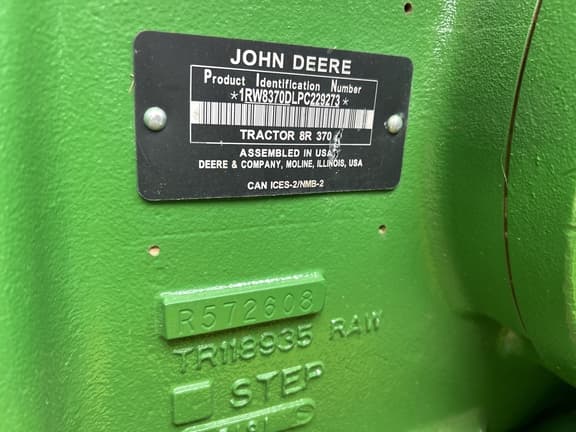 JOHN DEERE
Product Identification Number
*1RW8370DLPC229273*
TRACTOR 8R 370
ASSEMBLED IN USA
DEERE & COMPANY, MOLINE, ILLINOIS, USA
CAN ICES-2/NMB-2
R572608
TR118935 RAW
STEP